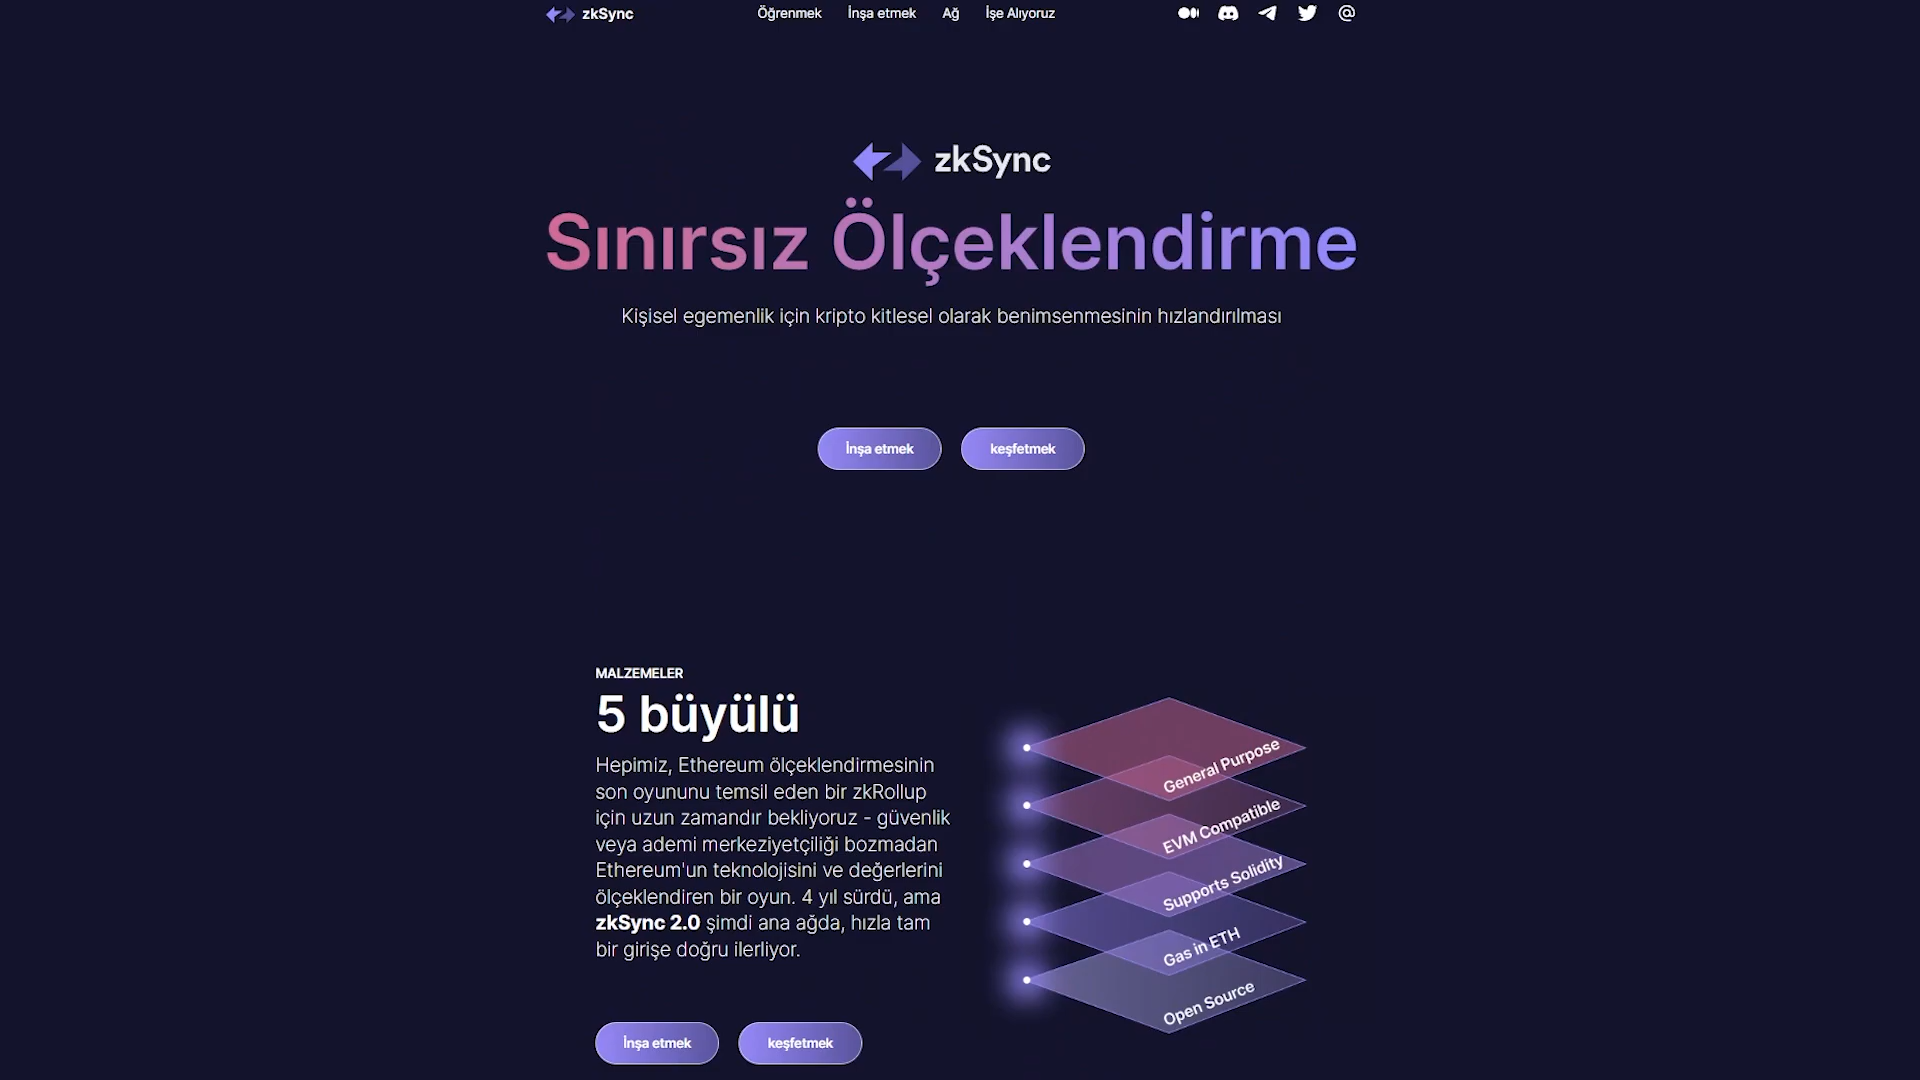 zkSync
Öğrenmek
İnşa etmek
Ağ
İşe Alıyoruz
zkSync
Sınırsız Ölçeklendirme
Kişisel egemenlik için kripto kitlesel olarak benimsenmesinin hızlandırılması
İnşa etmek
keşfetmek
MALZEMELER
5 büyülü
Hepimiz, Ethereum ölçeklendirmesinin
son oyununu temsil eden bir zkRollup
için uzun zamandır bekliyoruz - güvenlik
veya ademi merkeziyetçiliği bozmadan
Ethereum'un teknolojisini ve değerlerini
ölçeklendiren bir oyun. 4 yıl sürdü, ama
zkSync 2.0 şimdi ana ağda, hızla tam
bir girişe doğru ilerliyor.
İnşa etmek
keşfetmek
General Purpose
EVM Compatible
Supports Solidity
Gas in ETH
Open Source